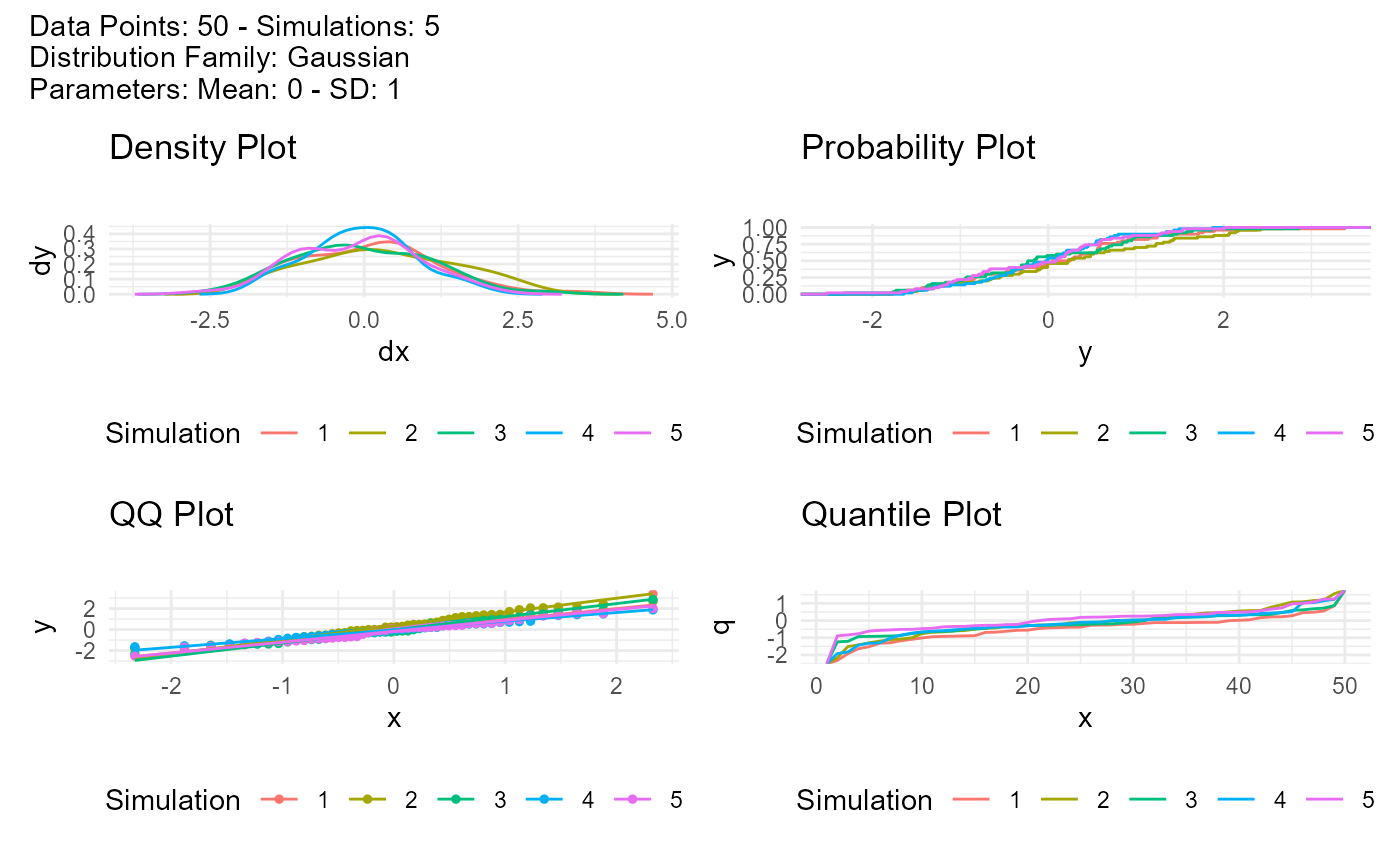 Data Points: 50 - Simulations: 5
Distribution Family: Gaussian
Parameters: Mean: 0 - SD: 1
Density Plot
dy
0.4
0.3
0.2
0.1
0.0
-2.5 0.0 2.5 5.0
dx
Simulation 1 2 3 4 5
Probability Plot
y
1.00
0.75
0.50
0.25
0.00
-2 0 2
y
Simulation 1 2 3 4 5
QQ Plot
y
2
0
-2
-2 -1 0 1 2
x
Simulation 1 2 3 4 5
Quantile Plot
q
1
0
-1
-2
0 10 20 30 40 50
x
Simulation 1 2 3 4 5